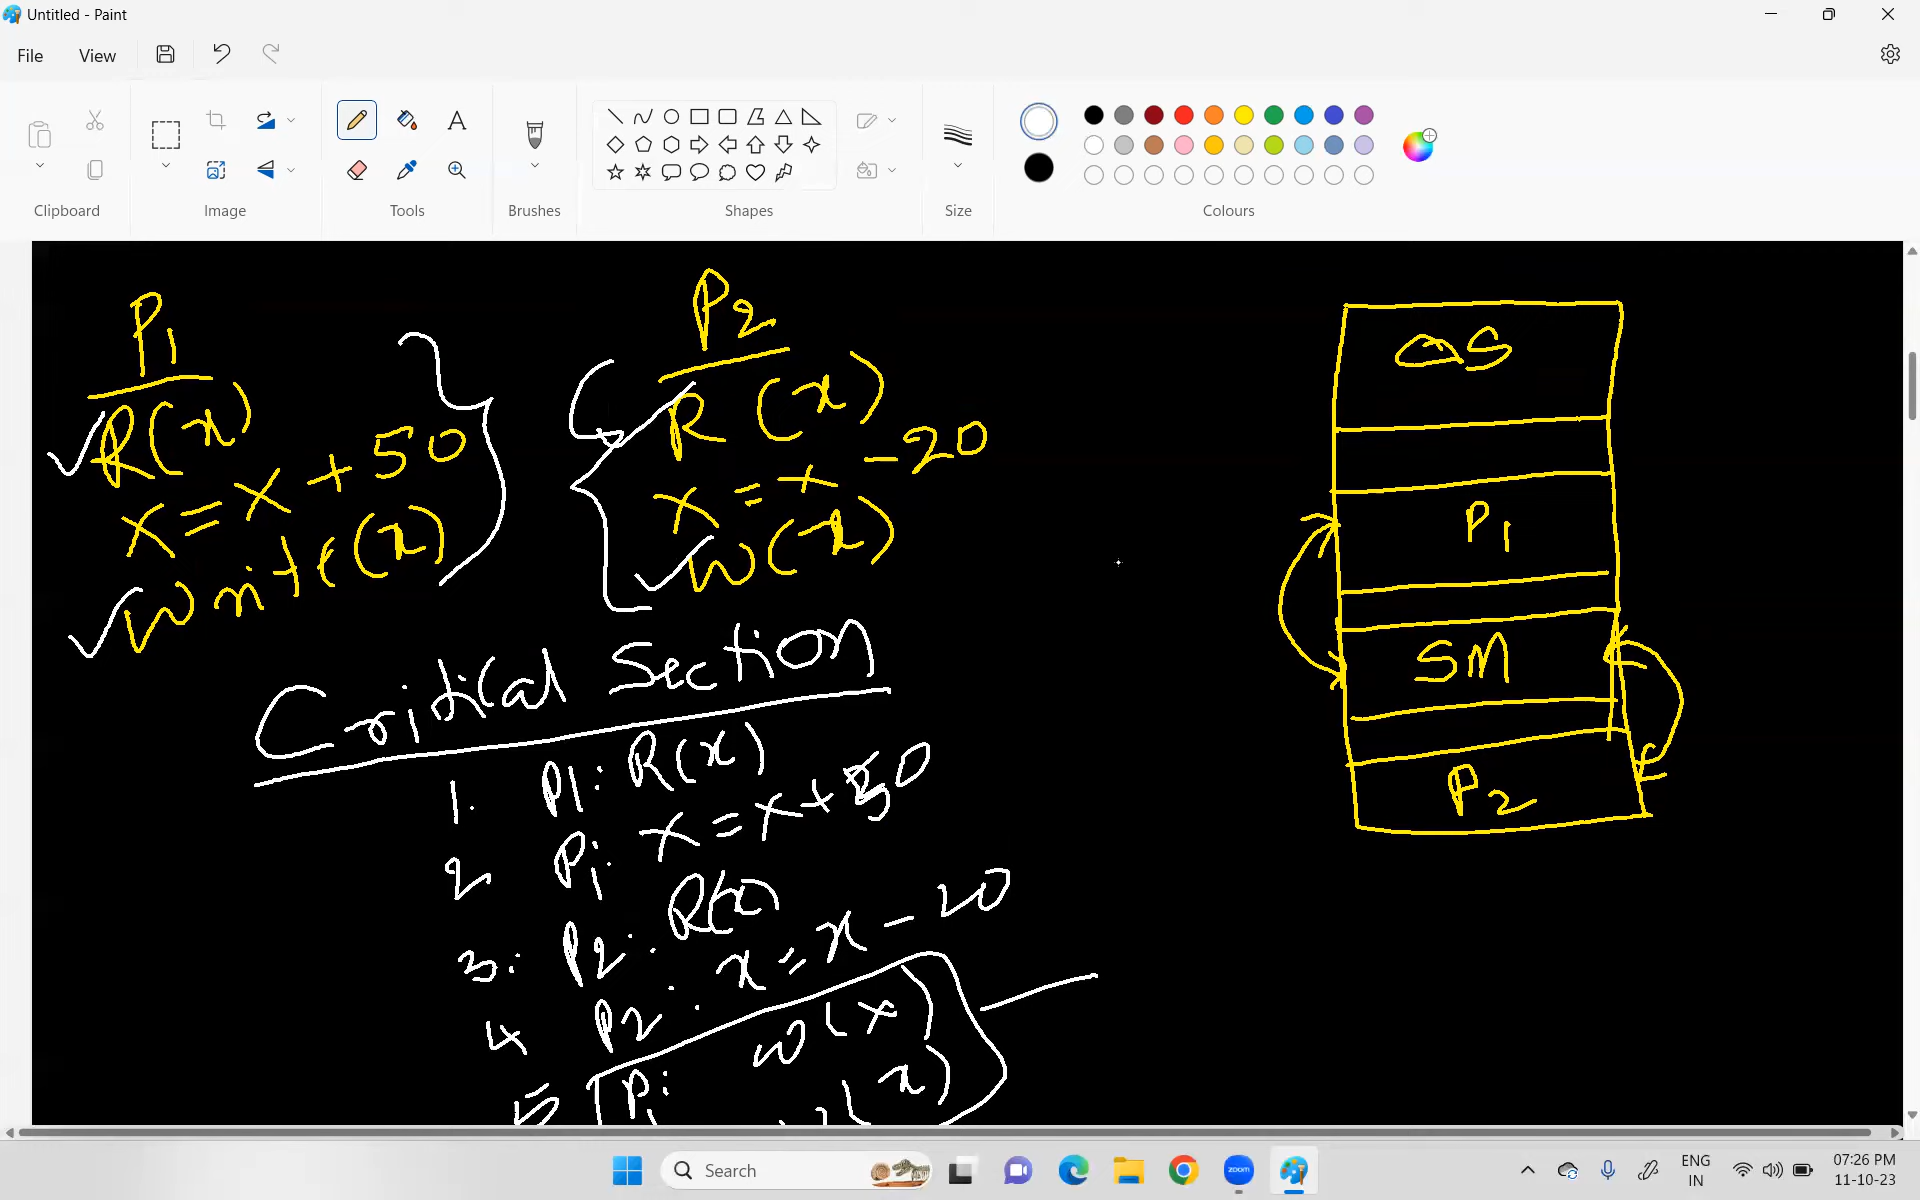 Untitled - Paint
File View
Clipboard Image Tools Brushes Shapes Size Colours
P1
R(x)
x = x + 50
Write(x)
P2
R(x)
x = x - 20
W(x)
OS
P1
SM
P2
Critical Section
1. P1: R(x)
2 P1: x = x + 50
3: P2: R(x)
4 P2: x = x - 20
5 P1: W(x)
(x)
Search
zoom
ENG
IN
07:26 PM
11-10-23